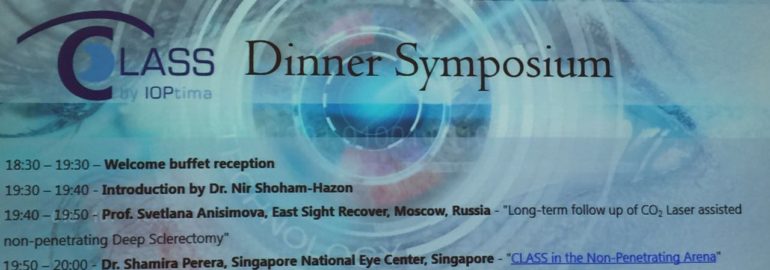 CLASS
by IOPtima
Dinner Symposium
18:30 – 19:30 – Welcome buffet reception
19:30 – 19:40 - Introduction by Dr. Nir Shoham-Hazon
19:40 – 19:50 - Prof. Svetlana Anisimova, East Sight Recover, Moscow, Russia - "Long-term follow up of CO₂ Laser assisted
non-penetrating Deep Sclerectomy"
19:50 – 20:00 - Dr. Shamira Perera, Singapore National Eye Center, Singapore - "CLASS in the Non-Penetrating Arena"